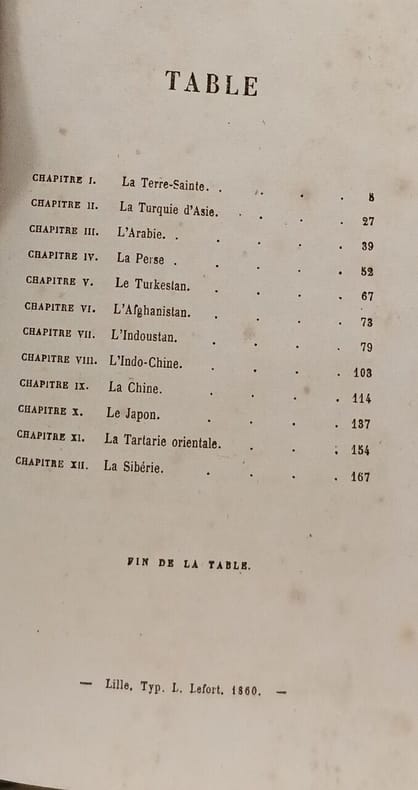 TABLE
CHAPITRE I. La Terre-Sainte. . . . . 8
CHAPITRE II. La Turquie d'Asie. . . . . 27
CHAPITRE III. L'Arabie. . . . . . 39
CHAPITRE IV. La Perse . . . . . 52
CHAPITRE V. Le Turkestan. . . . . 67
CHAPITRE VI. L'Afghanistan. . . . . 73
CHAPITRE VII. L'Indoustan. . . . . 79
CHAPITRE VIII. L'Indo-Chine. . . . . 103
CHAPITRE IX. La Chine. . . . . 114
CHAPITRE X. Le Japon. . . . . 137
CHAPITRE XI. La Tartarie orientale. . . . 154
CHAPITRE XII. La Sibérie. . . . . 167
FIN DE LA TABLE.
— Lille, Typ. L. Lefort. 1860. —